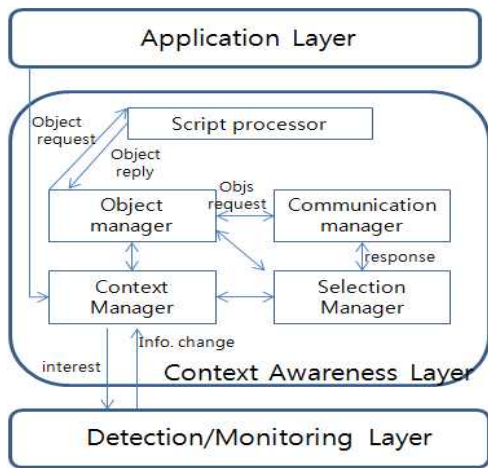 Application Layer
Object
request
Script processor
Object
reply
Objs
request
Object
manager
Communication
manager
response
Context
Manager
Selection
Manager
Info. change
interest
Context Awareness Layer
Detection/Monitoring Layer